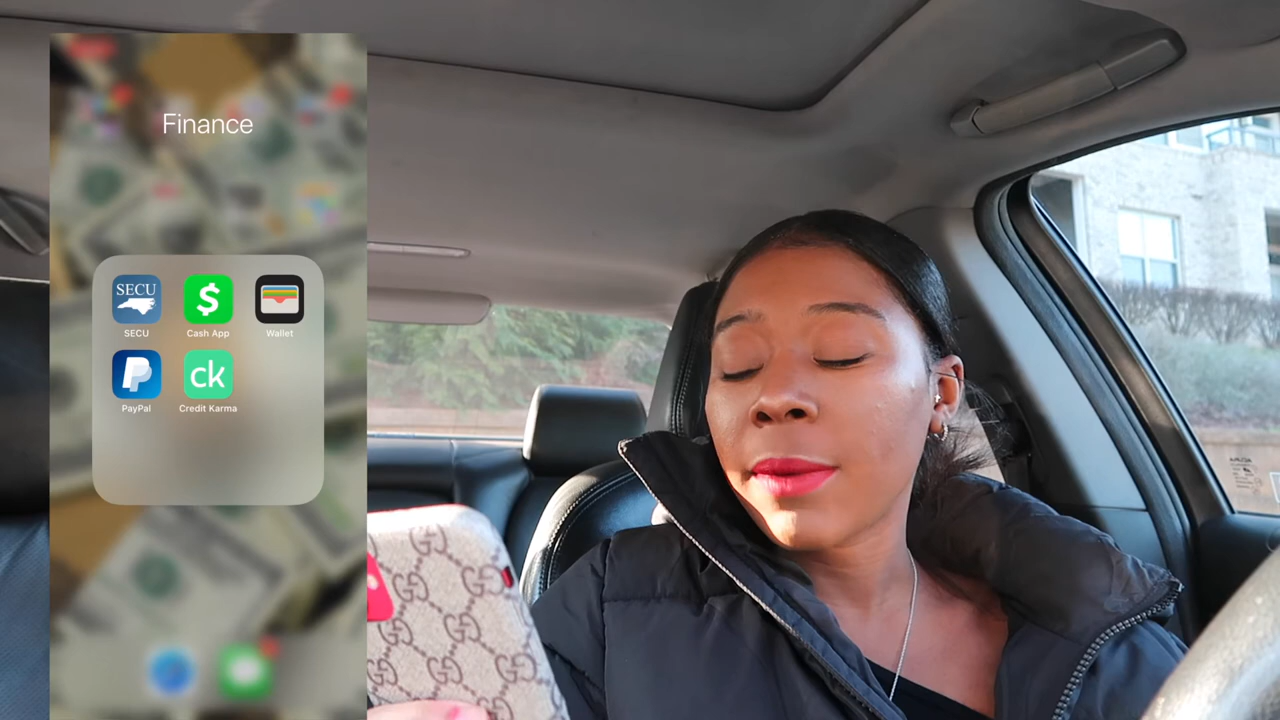 Finance
SECU
SECU
Cash App
Wallet
PayPal
ck
Credit Karma